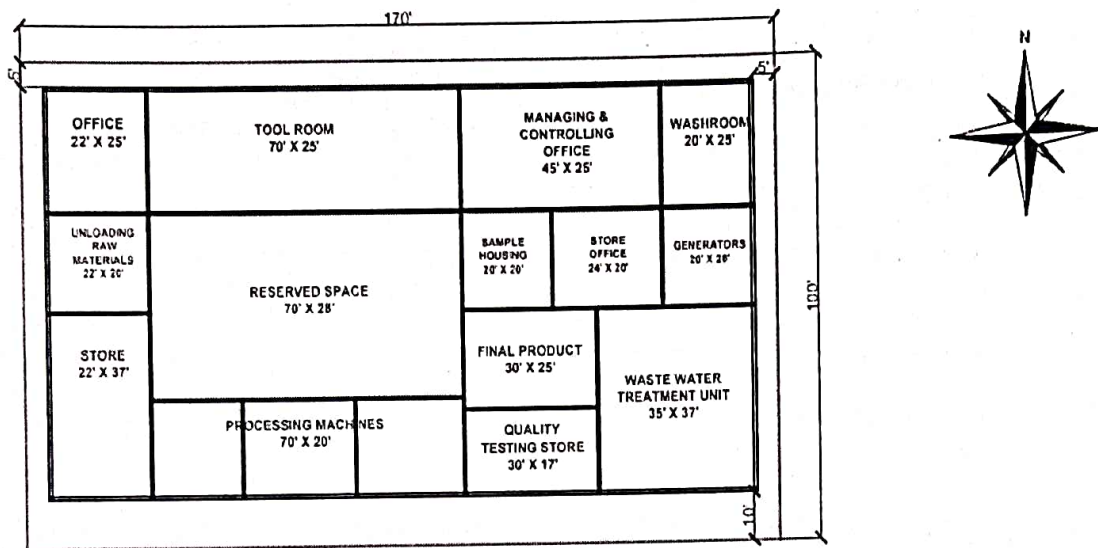 170'
N
5'
5'
OFFICE
22' X 25'
TOOL ROOM
70' X 25'
MANAGING &
CONTROLLING
OFFICE
45' X 25'
WASHROOM
20' X 25'
UNLOADING
RAW
MATERIALS
22' X 20'
SAMPLE
HOUSING
20' X 20'
STORE
OFFICE
24' X 20'
GENERATORS
20' X 26'
RESERVED SPACE
70' X 28'
100'
STORE
22' X 37'
FINAL PRODUCT
30' X 25'
WASTE WATER
TREATMENT UNIT
35' X 37'
PROCESSING MACHINES
70' X 20'
QUALITY
TESTING STORE
30' X 17'
10'